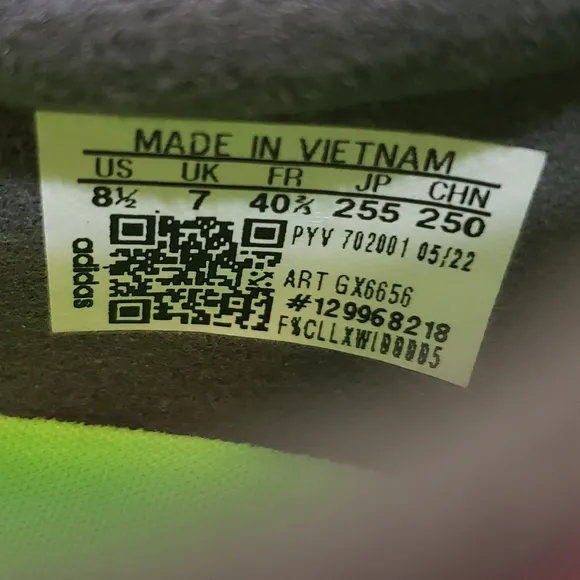 MADE IN VIETNAM
US UK FR JP CHN
8½ 7 40⅔ 255 250
PYV 702001 05/22
adidas
ART GX6656
#129968218